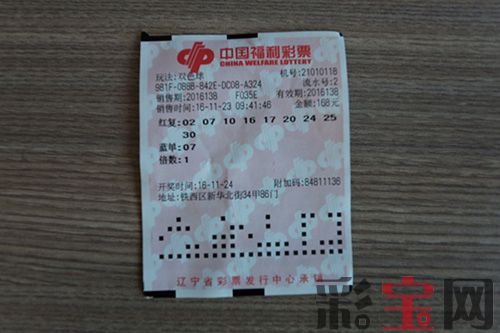 中国福利彩票
CHINA WELFARE LOTTERY
玩法:双色球 机号:21010118
981F-0B8B-842E-DC08-A324 流水号:2
销售期:2016138 F035E 有效期:2016138
销售时间:16-11-23 09:41:46 金额:168元
红复:02 07 10 16 17 20 24 25
30
蓝单:07
倍数:1
开奖时间:16-11-24 附加码:84811136
地址:铁西区新华北街34甲86门
辽宁省彩票发行中心承销
彩宝网